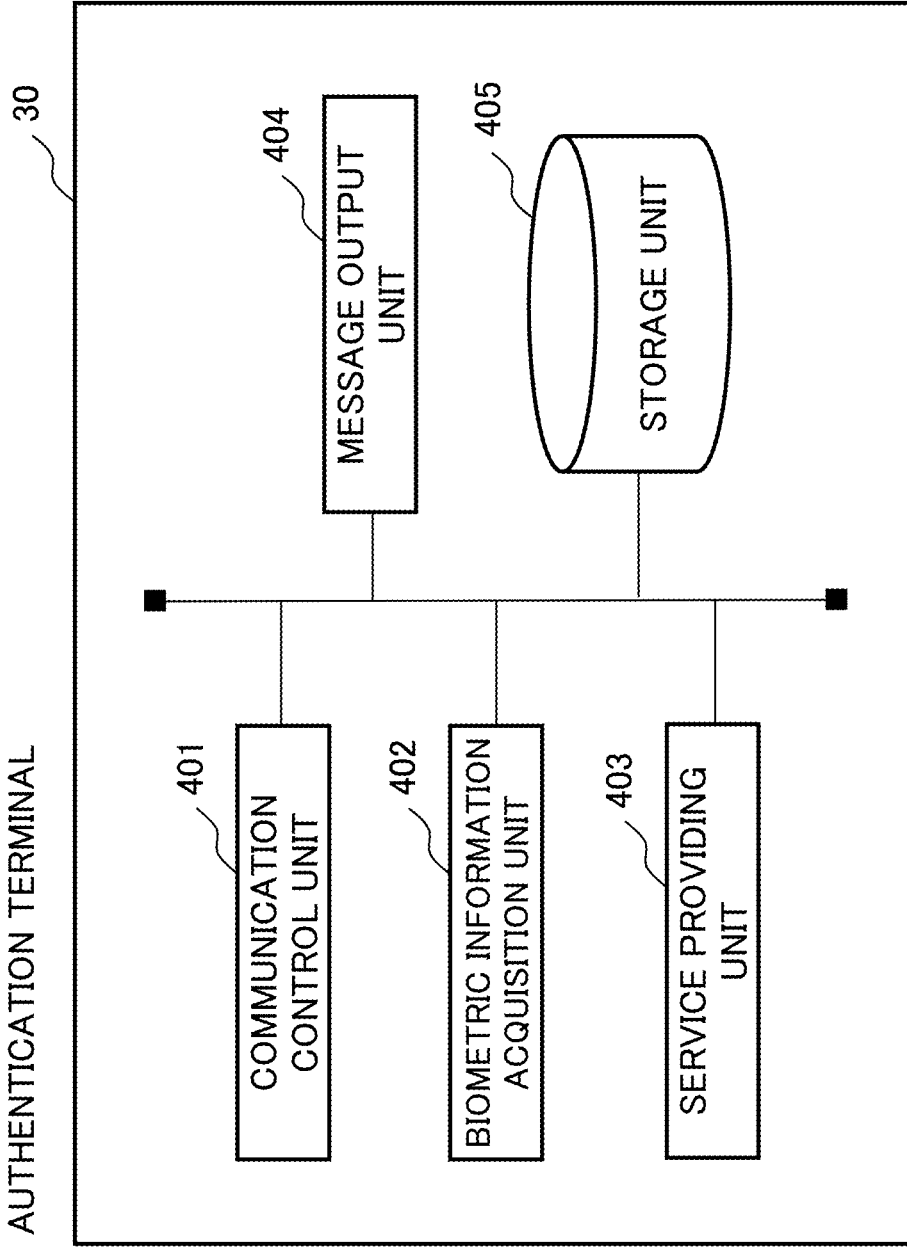 AUTHENTICATION TERMINAL
30
401
COMMUNICATION
CONTROL UNIT
402
BIOMETRIC INFORMATION
ACQUISITION UNIT
403
SERVICE PROVIDING
UNIT
404
MESSAGE OUTPUT
UNIT
405
STORAGE UNIT